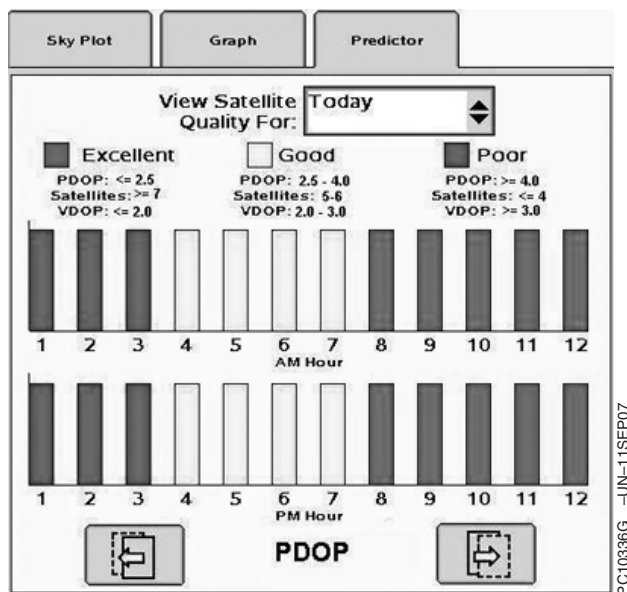 Sky Plot Graph Predictor
View Satellite Today
Quality For:
Excellent Good Poor
PDOP: <= 2.5 PDOP: 2.5 - 4.0 PDOP: >= 4.0
Satellites: >= 7 Satellites: 5-6 Satellites: <= 4
VDOP: <= 2.0 VDOP: 2.0 - 3.0 VDOP: >= 3.0
1 2 3 4 5 6 7 8 9 10 11 12
AM Hour
1 2 3 4 5 6 7 8 9 10 11 12
PM Hour
PDOP
PC10336G –UN–11SEP07